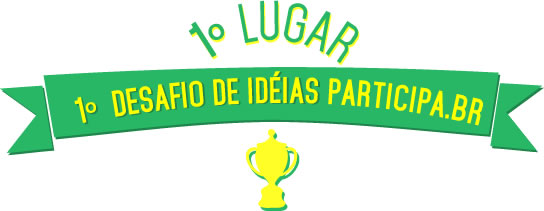 1º LUGAR
1º DESAFIO DE IDÉIAS PARTICIPA.BR